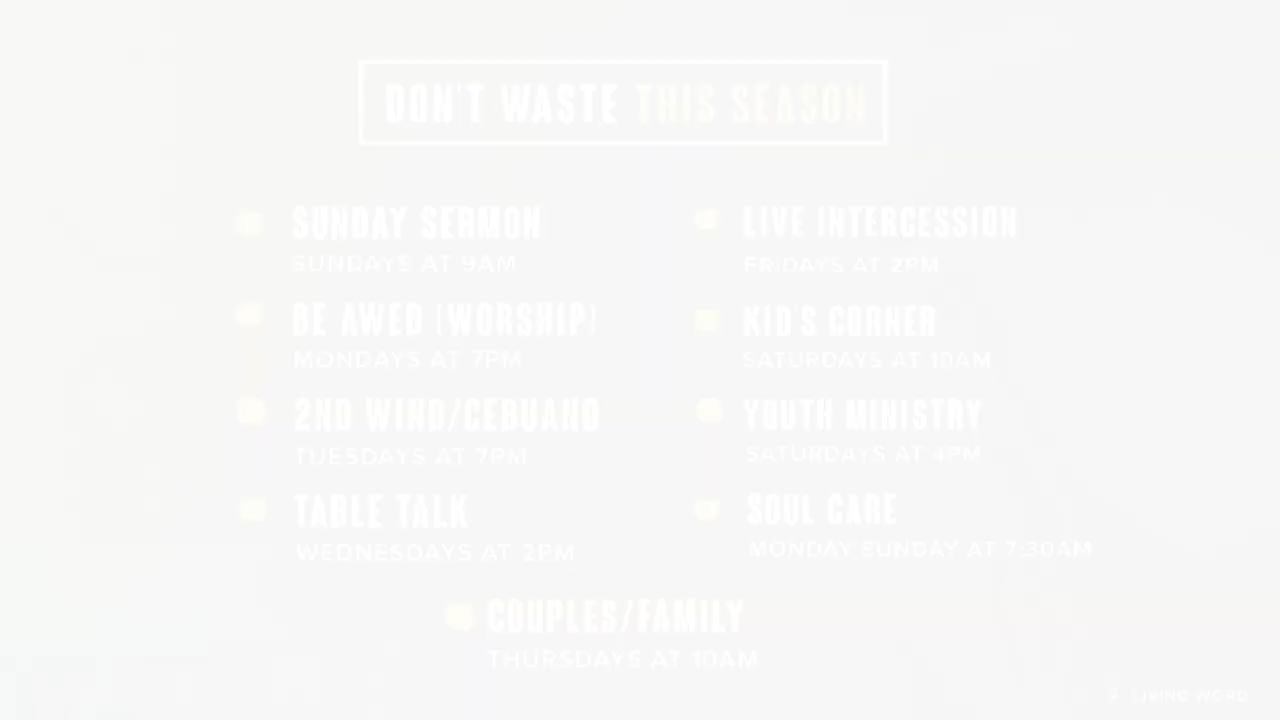 DON'T WASTE THIS SEASON
SUNDAY SERMON
SUNDAYS AT 9AM
BE AWED (WORSHIP)
MONDAYS AT 7PM
2ND WIND/CEBUANO
TUESDAYS AT 7PM
TABLE TALK
WEDNESDAYS AT 2PM
LIVE INTERCESSION
FRIDAYS AT 2PM
KID'S CORNER
SATURDAYS AT 10AM
YOUTH MINISTRY
SATURDAYS AT 4PM
SOUL CARE
MONDAY SUNDAY AT 7:30AM
COUPLES/FAMILY
THURSDAYS AT 10AM
LIVING WORD